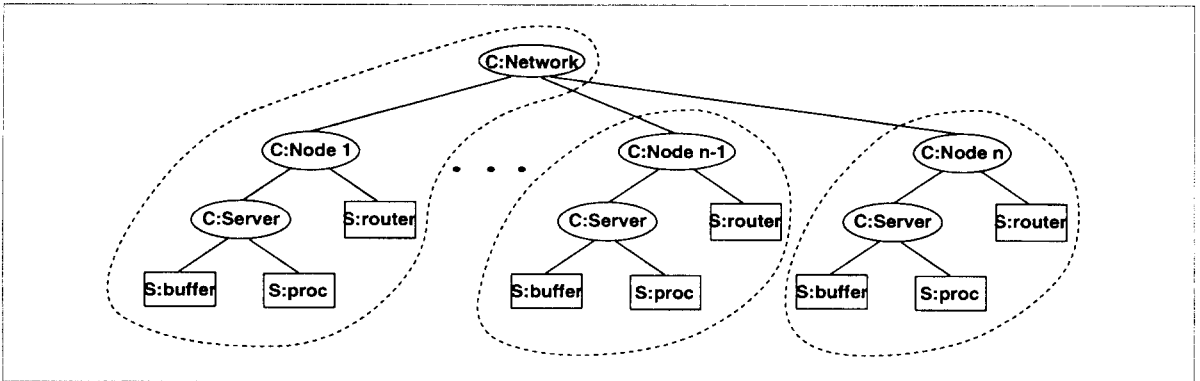 C:Network
C:Node 1
C:Node n-1
C:Node n
. . .
C:Server
S:router
C:Server
S:router
C:Server
S:router
S:buffer
S:proc
S:buffer
S:proc
S:buffer
S:proc